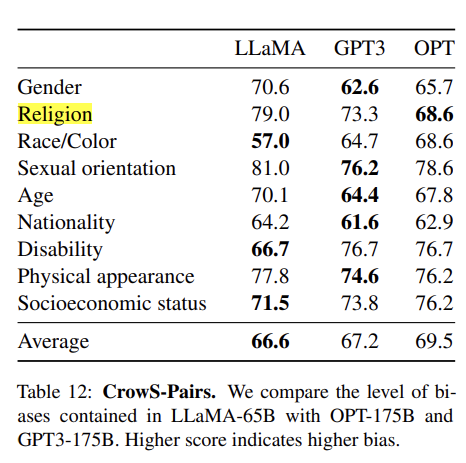 LLaMA GPT3 OPT
Gender 70.6 62.6 65.7
Religion 79.0 73.3 68.6
Race/Color 57.0 64.7 68.6
Sexual orientation 81.0 76.2 78.6
Age 70.1 64.4 67.8
Nationality 64.2 61.6 62.9
Disability 66.7 76.7 76.7
Physical appearance 77.8 74.6 76.2
Socioeconomic status 71.5 73.8 76.2
Average 66.6 67.2 69.5
Table 12: CrowS-Pairs. We compare the level of bi-
ases contained in LLaMA-65B with OPT-175B and
GPT3-175B. Higher score indicates higher bias.